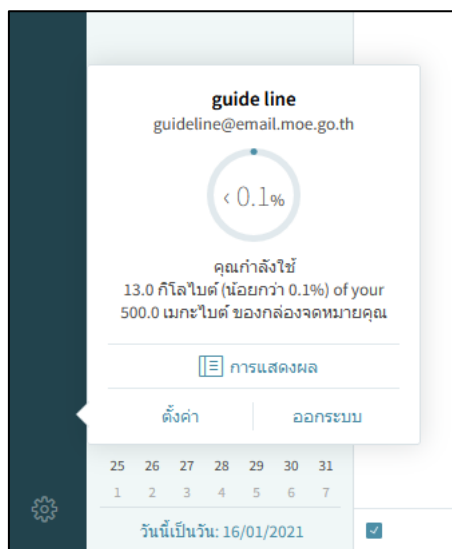 guide line
guideline@email.moe.go.th
‹ 0.1%
คุณกำลังใช้
13.0 กิโลไบต์ (น้อยกว่า 0.1%) of your
500.0 เมกะไบต์ ของกล่องจดหมายคุณ
การแสดงผล
ตั้งค่า ออกระบบ
25 26 27 28 29 30 31
1 2 3 4 5 6 7
วันนี้เป็นวัน: 16/01/2021